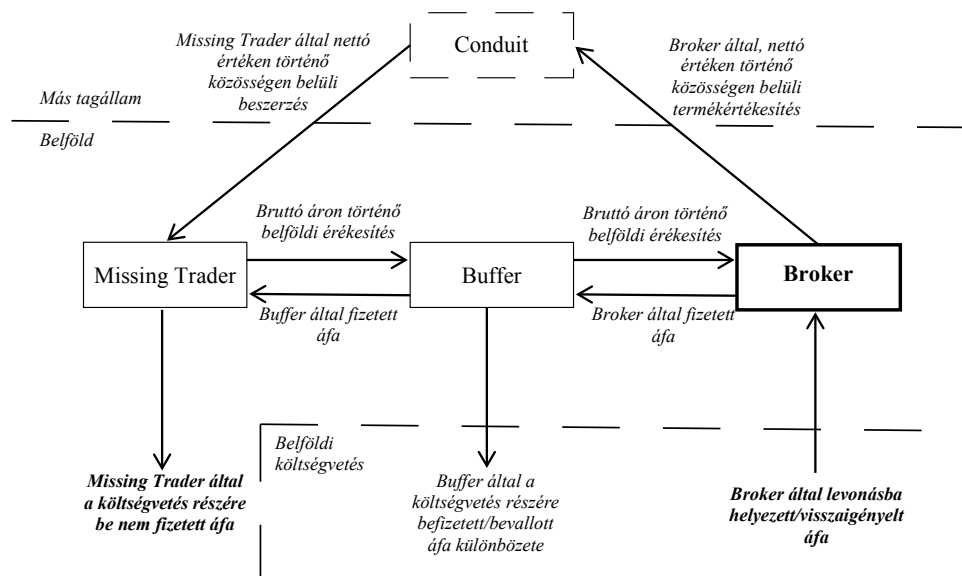 Missing Trader által nettó
értéken történő
közösségen belüli
beszerzés
Conduit
Broker által, nettó
értéken történő
közösségen belüli
termékértékesítés
Más tagállam
Belföld
Bruttó áron történő
belföldi érékesítés
Bruttó áron történő
belföldi érékesítés
Missing Trader
Buffer
Broker
Buffer által fizetett
áfa
Broker által fizetett
áfa
Belföldi
költségvetés
Missing Trader által
a költségvetés részére
be nem fizetett áfa
Buffer által a
költségvetés részére
befizetett/bevallott
áfa különbözete
Broker által levonásba
helyezett/visszaigényelt
áfa